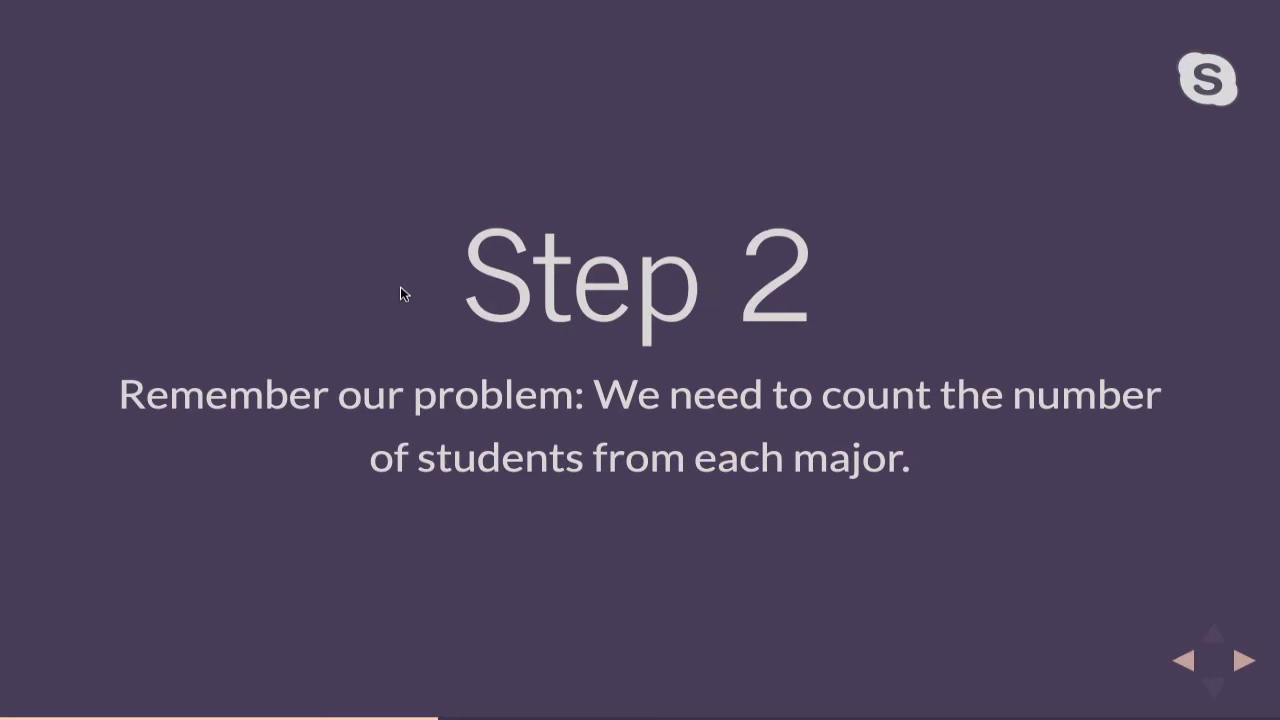 S
Step 2
Remember our problem: We need to count the number
of students from each major.